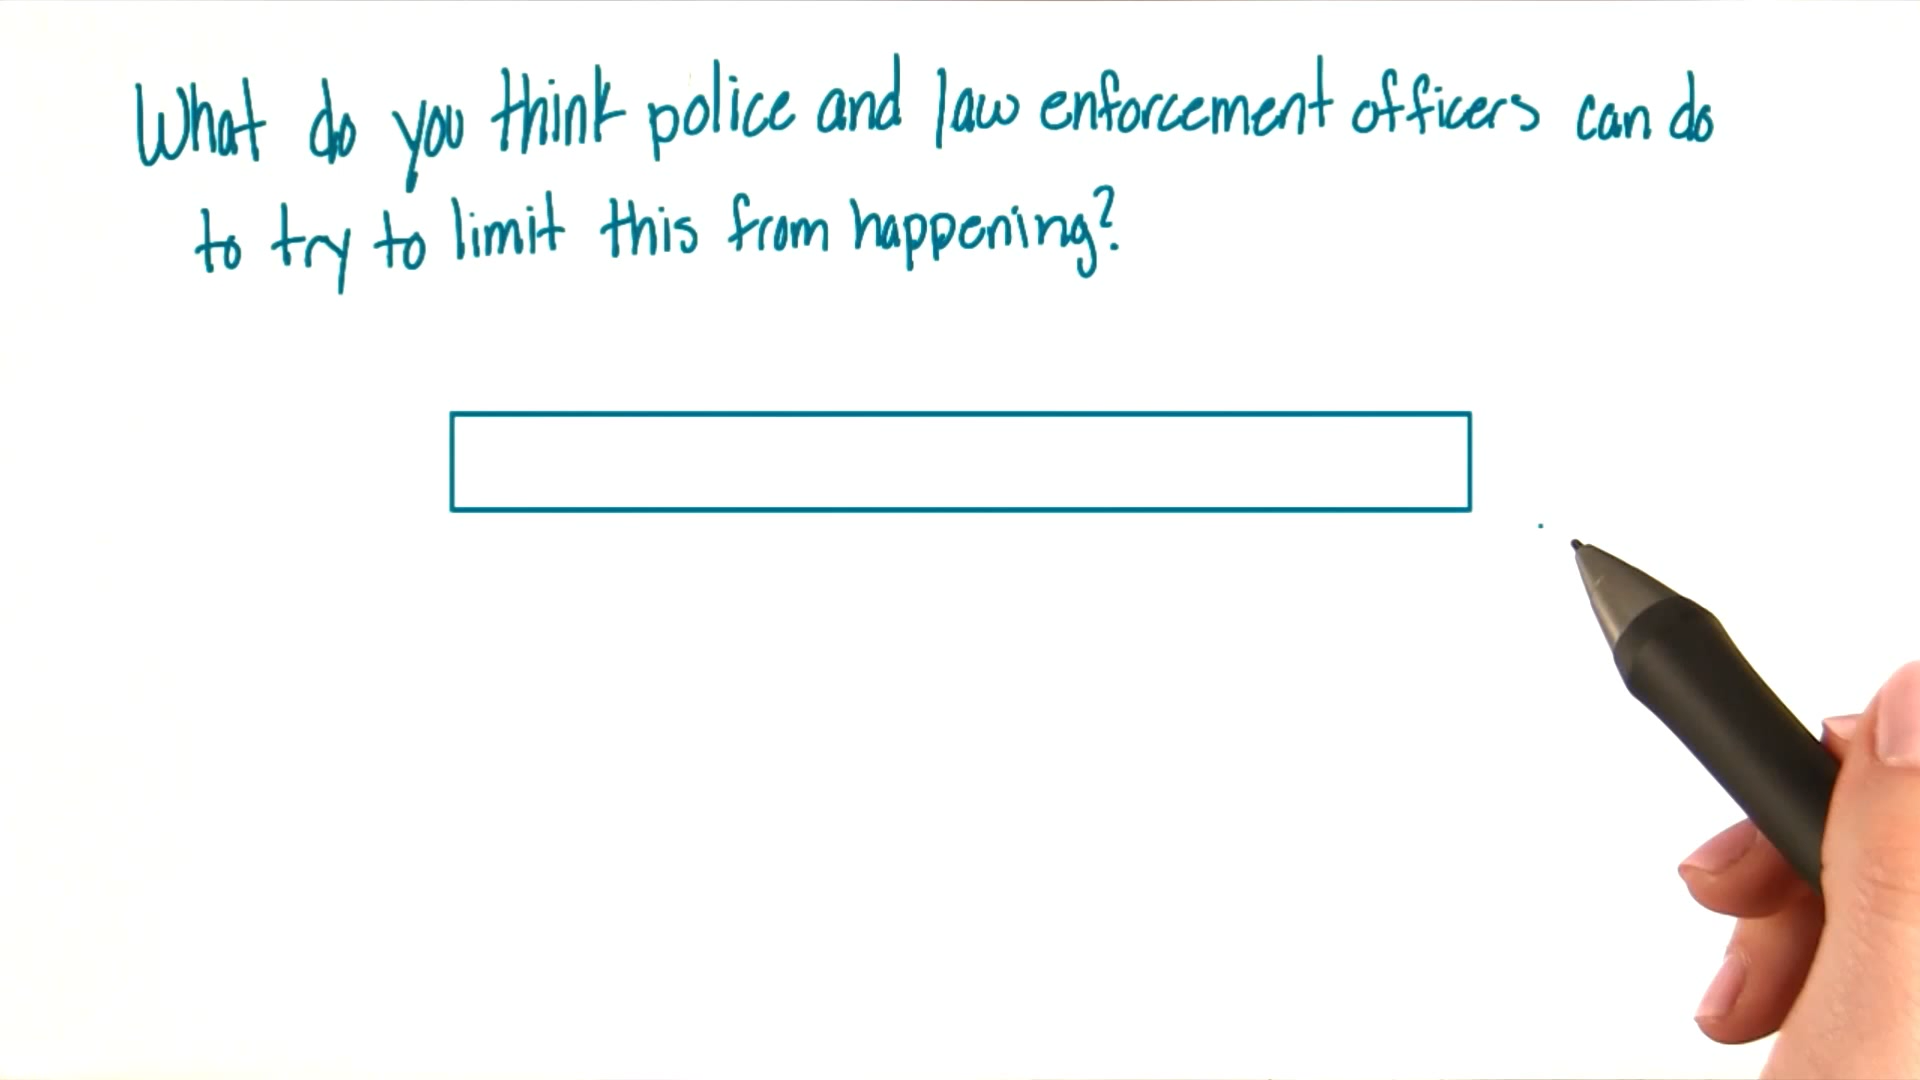 What do you think police and law enforcement officers can do
to try to limit this from happening?